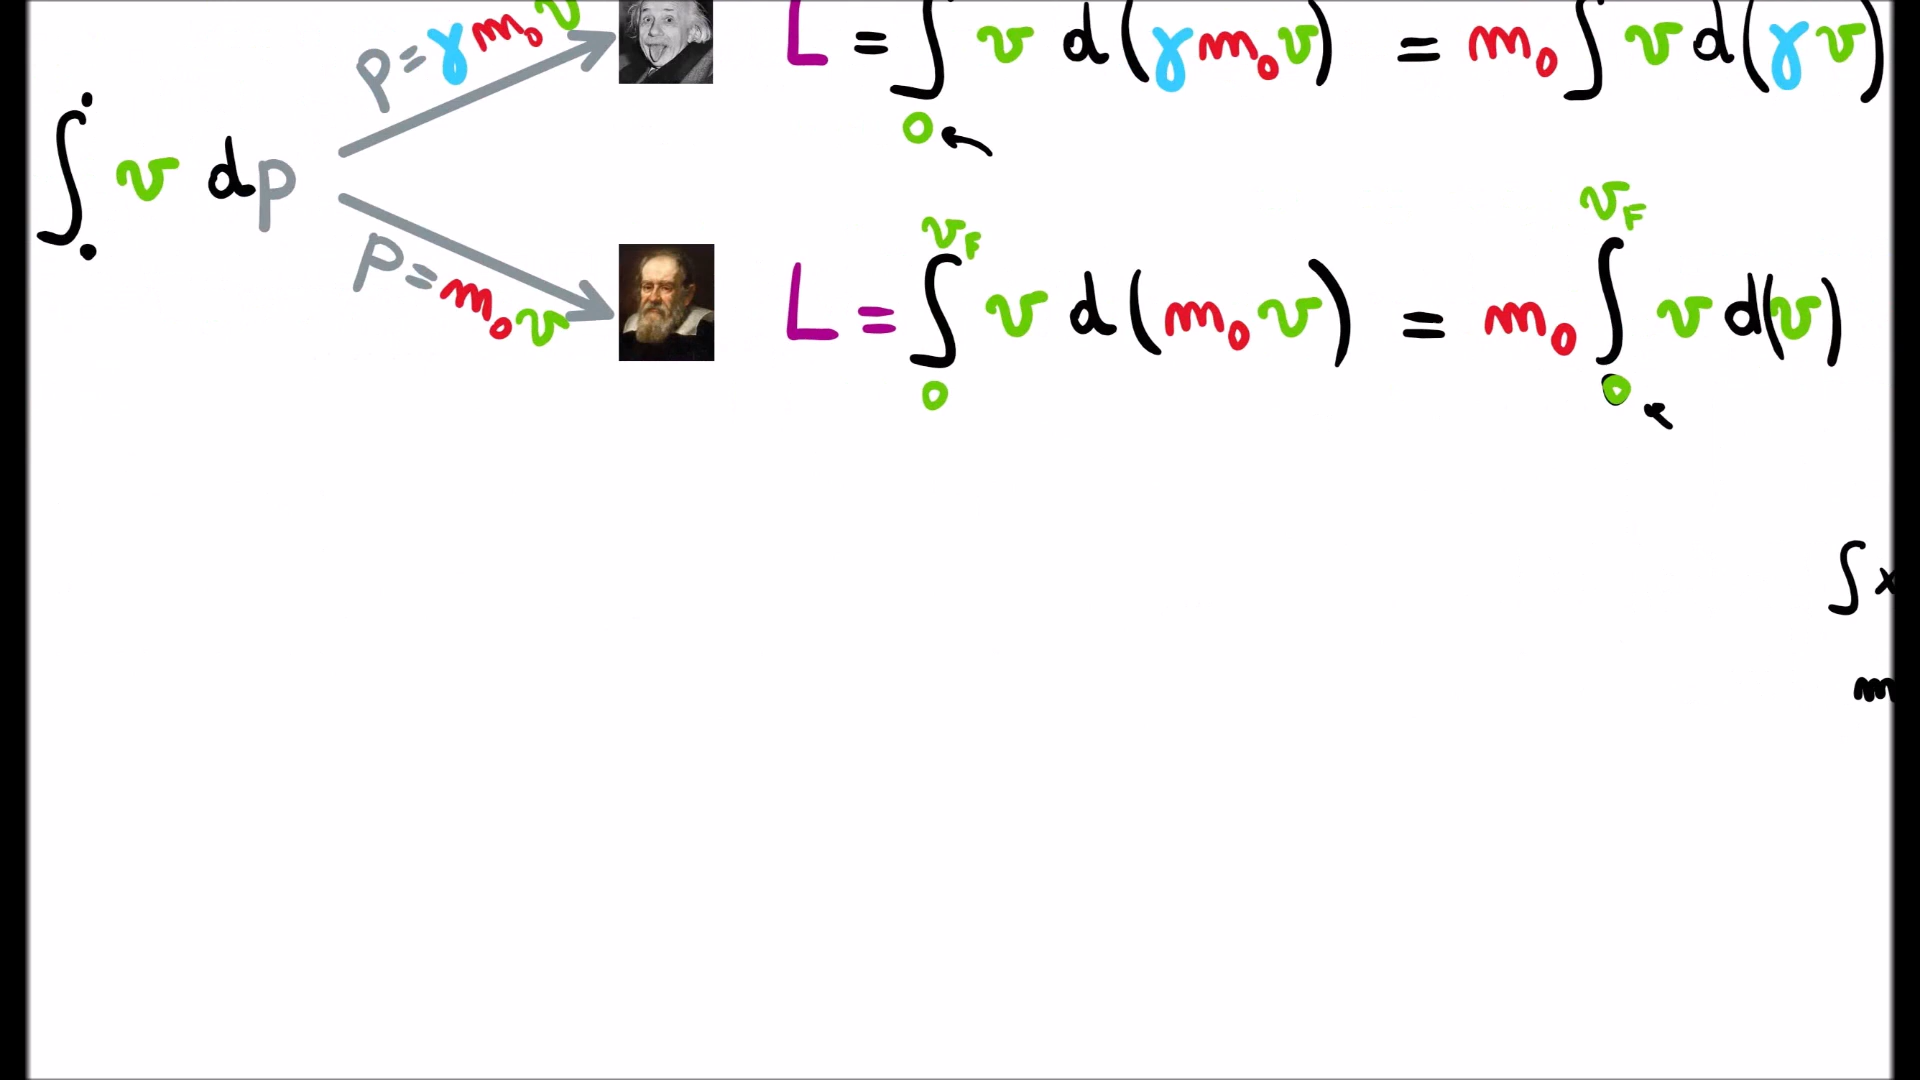 p=γm₀v
L = ∫₀ v d(γm₀v) = m₀∫ v d(γv)
∫ v dp
p=m₀v
L = ∫₀^{v_F} v d(m₀v) = m₀ ∫₀^{v_F} v d(v)
∫x
m